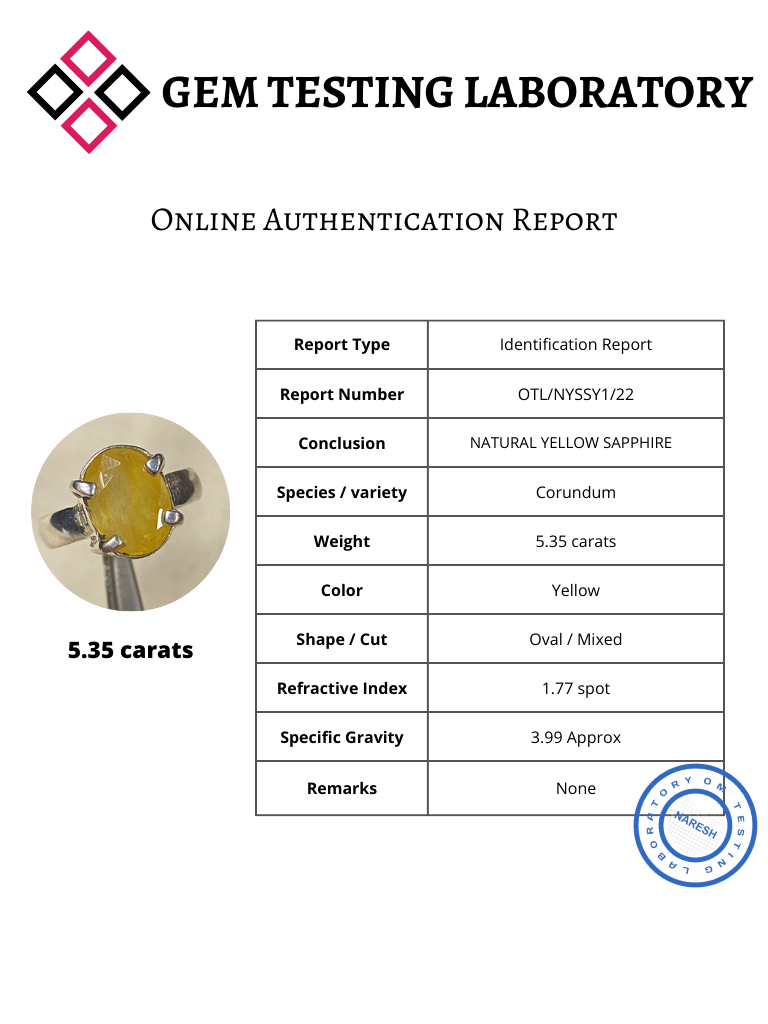 GEM TESTING LABORATORY
ONLINE AUTHENTICATION REPORT
Report Type Identification Report
Report Number OTL/NYSSY1/22
Conclusion NATURAL YELLOW SAPPHIRE
Species / variety Corundum
Weight 5.35 carats
Color Yellow
Shape / Cut Oval / Mixed
Refractive Index 1.77 spot
Specific Gravity 3.99 Approx
Remarks None
5.35 carats
OM TESTING LABORATORY
NARESH